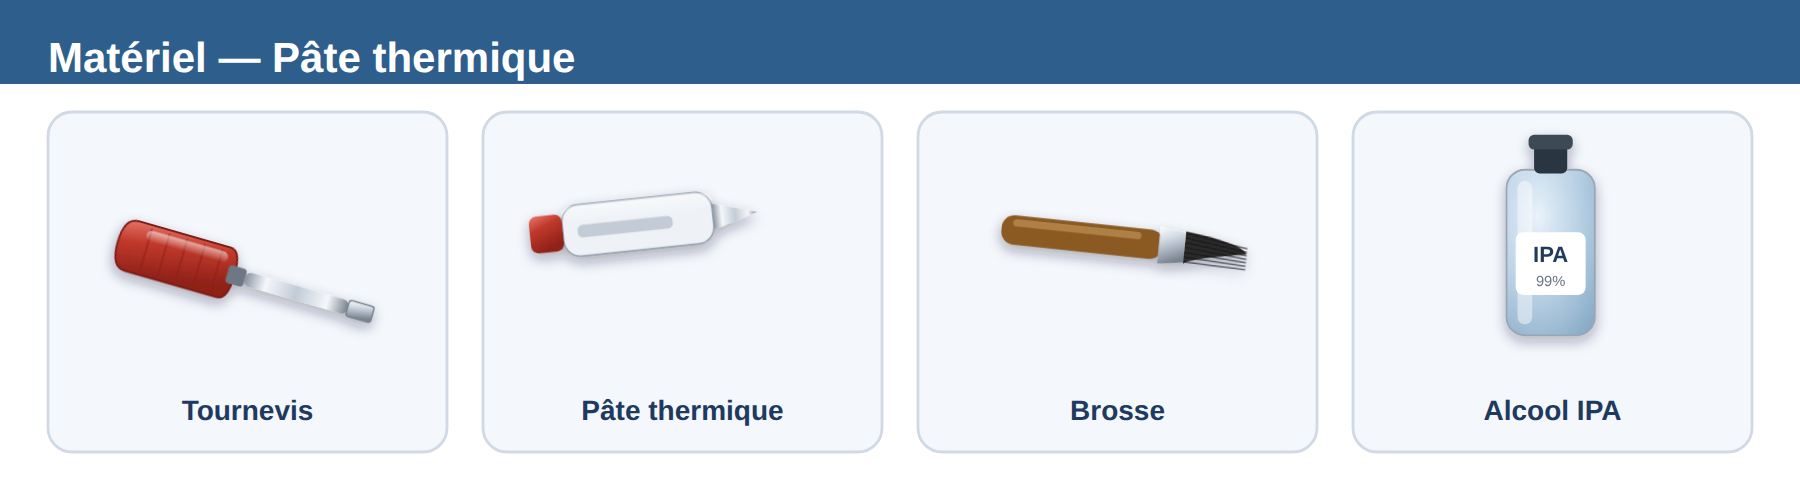 Matériel — Pâte thermique
IPA
99%
Tournevis
Pâte thermique
Brosse
Alcool IPA